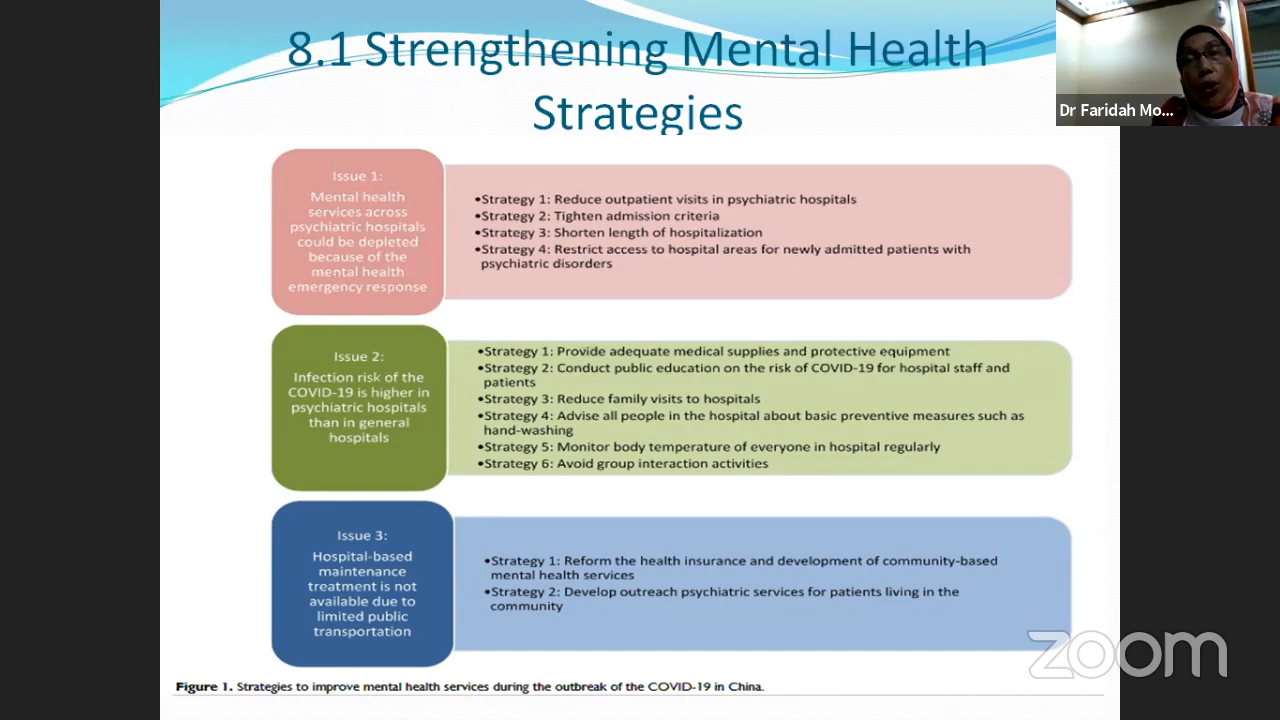 8.1 Strengthening Mental Health
Strategies
Dr Faridah Mo...
Issue 1:
Mental health
services across
psychiatric hospitals
could be depleted
because of the
mental health
emergency response
•Strategy 1: Reduce outpatient visits in psychiatric hospitals
•Strategy 2: Tighten admission criteria
•Strategy 3: Shorten length of hospitalization
•Strategy 4: Restrict access to hospital areas for newly admitted patients with
psychiatric disorders
Issue 2:
Infection risk of the
COVID-19 is higher in
psychiatric hospitals
than in general
hospitals
•Strategy 1: Provide adequate medical supplies and protective equipment
•Strategy 2: Conduct public education on the risk of COVID-19 for hospital staff and
patients
•Strategy 3: Reduce family visits to hospitals
•Strategy 4: Advise all people in the hospital about basic preventive measures such as
hand-washing
•Strategy 5: Monitor body temperature of everyone in hospital regularly
•Strategy 6: Avoid group interaction activities
Issue 3:
Hospital-based
maintenance
treatment is not
available due to
limited public
transportation
•Strategy 1: Reform the health insurance and development of community-based
mental health services
•Strategy 2: Develop outreach psychiatric services for patients living in the
community
zoom
Figure 1. Strategies to improve mental health services during the outbreak of the COVID-19 in China.